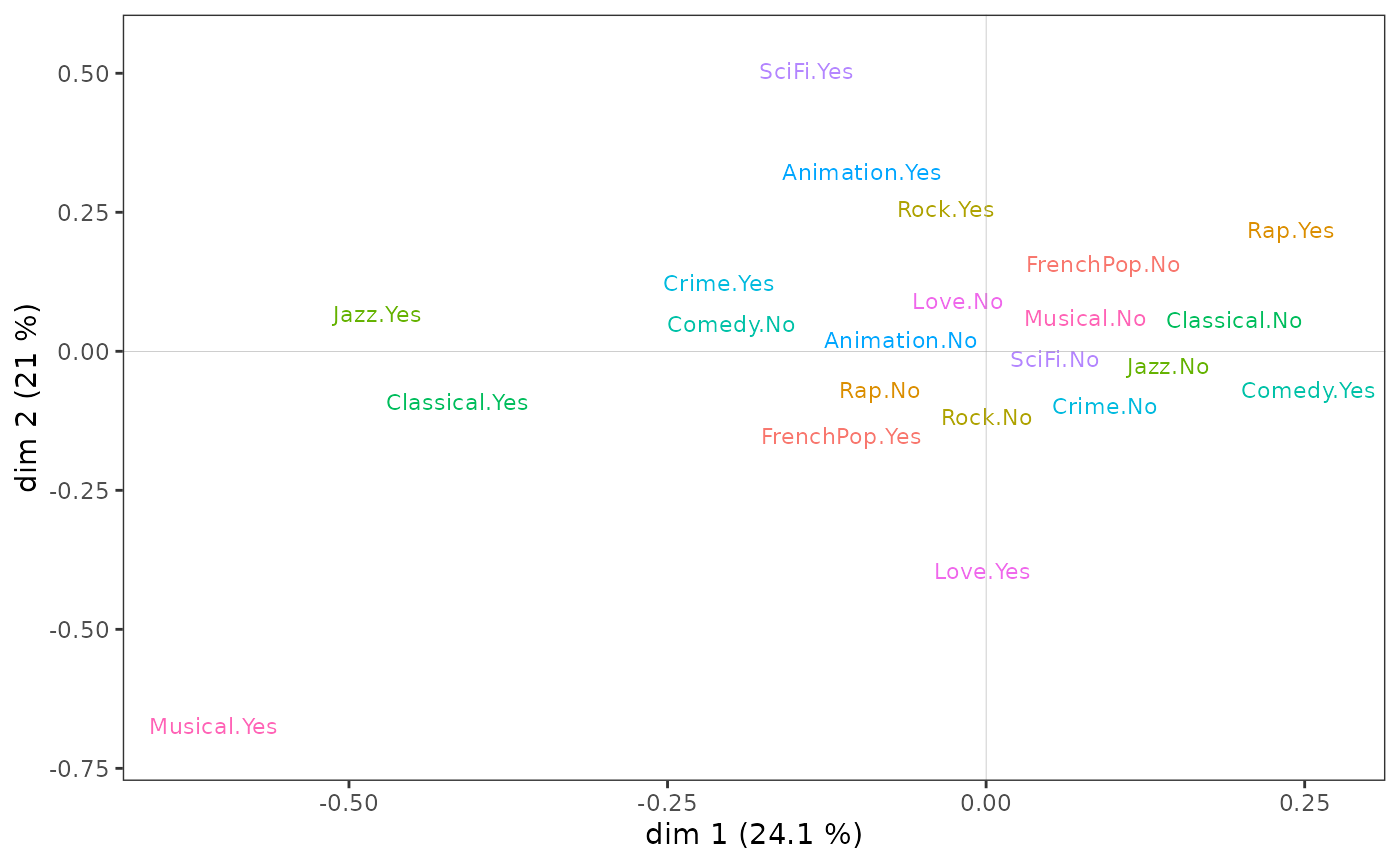 0.50
SciFi.Yes
Animation.Yes
0.25
Rock.Yes
Rap.Yes
FrenchPop.No
Crime.Yes
Love.No
Jazz.Yes
Musical.No
Classical.No
Comedy.No
Animation.No
0.00
SciFi.No
Jazz.No
Rap.No
Comedy.Yes
Classical.Yes
Crime.No
Rock.No
FrenchPop.Yes
-0.25
Love.Yes
-0.50
Musical.Yes
-0.75
dim 2 (21 %)
-0.50 -0.25 0.00 0.25
dim 1 (24.1 %)